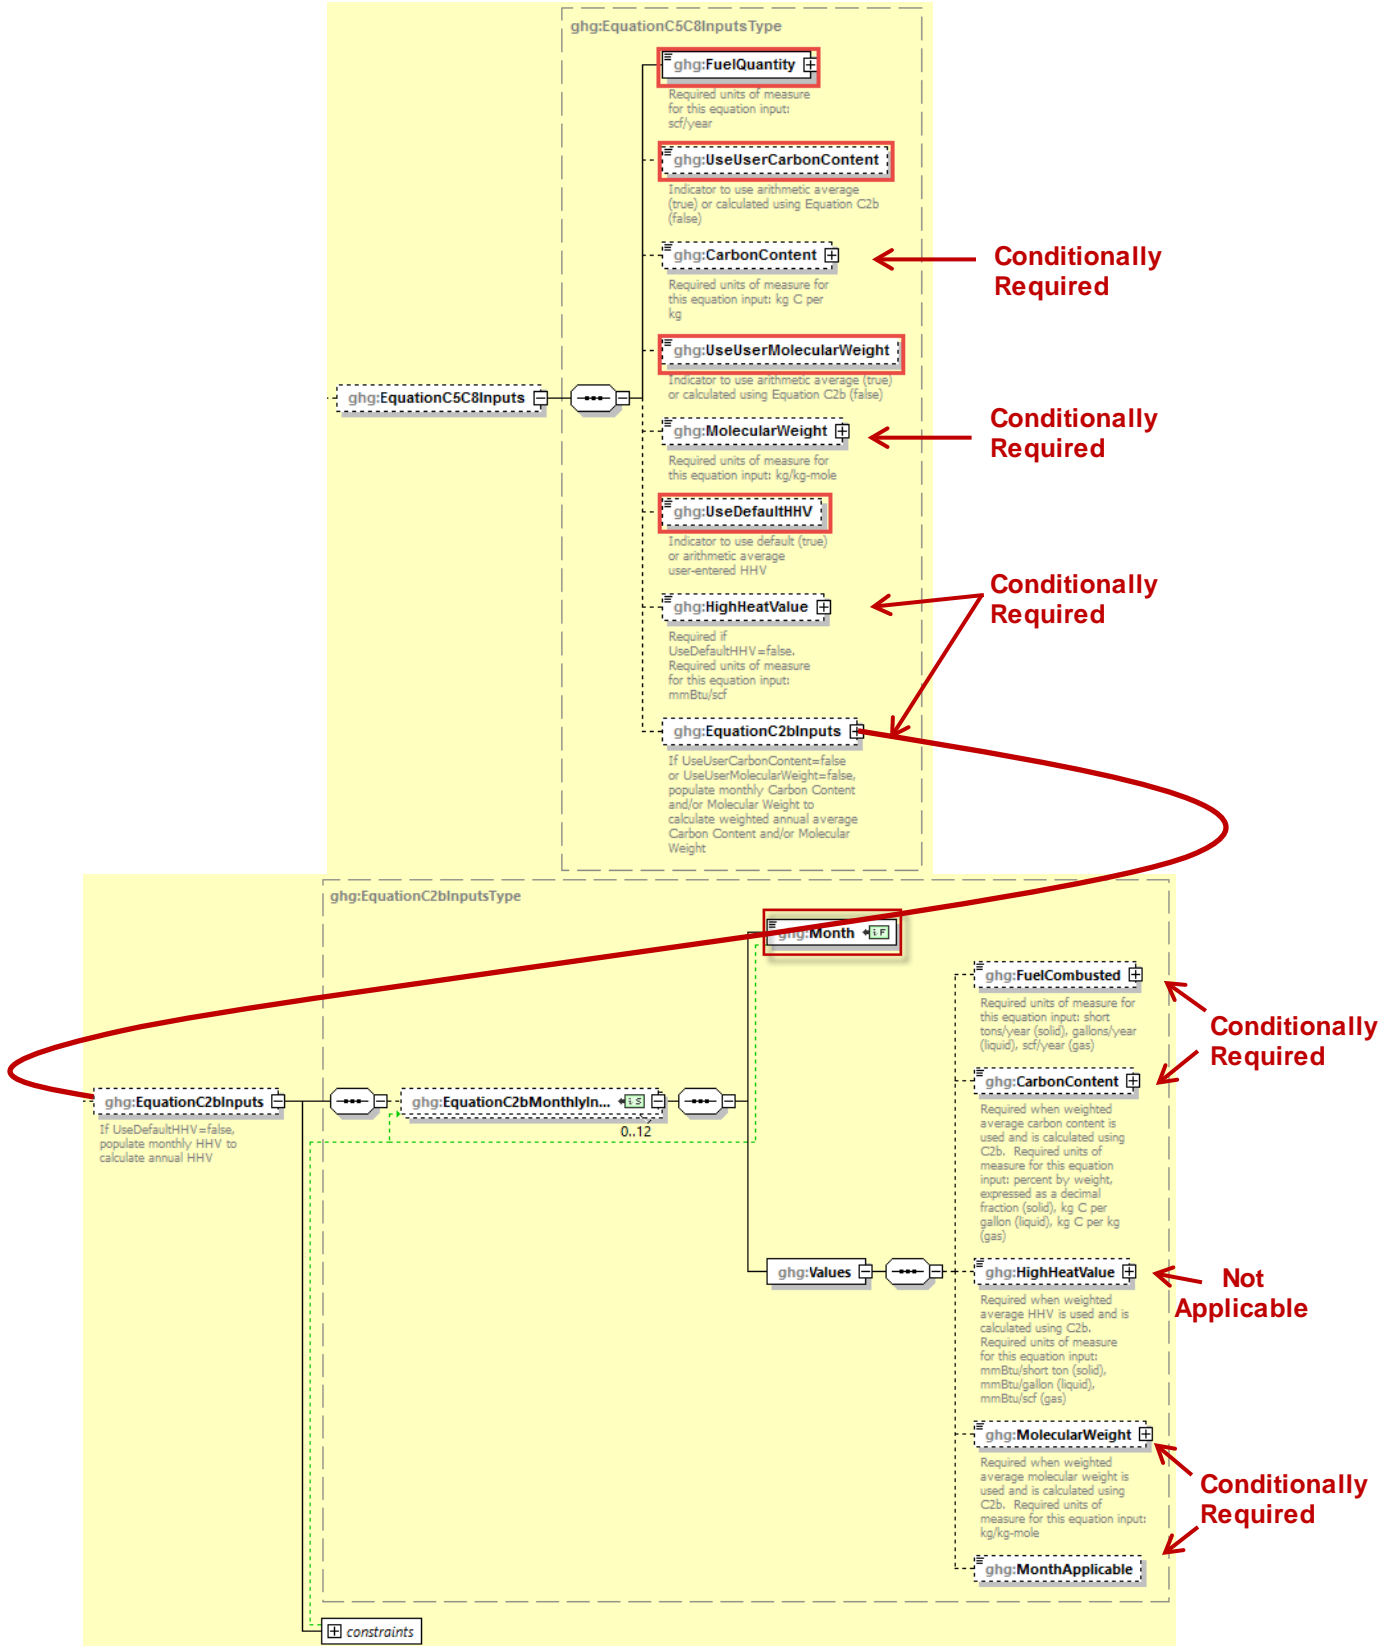 ghg:EquationC5C8InputsType
ghg:FuelQuantity
Required units of measure
for this equation input:
scf/year
ghg:UseUserCarbonContent
Indicator to use arithmetic average
(true) or calculated using Equation C2b
(false)
ghg:CarbonContent
Required units of measure for
this equation input: kg C per
kg
Conditionally
Required
ghg:UseUserMolecularWeight
Indicator to use arithmetic average (true)
or calculated using Equation C2b (false)
ghg:EquationC5C8Inputs
ghg:MolecularWeight
Required units of measure for
this equation input: kg/kg-mole
Conditionally
Required
ghg:UseDefaultHHV
Indicator to use default (true)
or arithmetic average
user-entered HHV
ghg:HighHeatValue
Required if
UseDefaultHHV=false.
Required units of measure
for this equation input:
mmBtu/scf
Conditionally
Required
ghg:EquationC2bInputs
If UseUserCarbonContent=false
or UseUserMolecularWeight=false,
populate monthly Carbon Content
and/or Molecular Weight to
calculate weighted annual average
Carbon Content and/or Molecular
Weight
ghg:EquationC2bInputsType
ghg:Month
ghg:FuelCombusted
Required units of measure for
this equation input: short
tons/year (solid), gallons/year
(liquid), scf/year (gas)
Conditionally
Required
ghg:EquationC2bInputs
If UseDefaultHHV=false,
populate monthly HHV to
calculate annual HHV
ghg:EquationC2bMonthlyIn...
0..12
ghg:CarbonContent
Required when weighted
average carbon content is
used and is calculated using
C2b. Required units of
measure for this equation
input: percent by weight,
expressed as a decimal
fraction (solid), kg C per
gallon (liquid), kg C per kg
(gas)
ghg:Values
ghg:HighHeatValue
Required when weighted
average HHV is used and is
calculated using C2b.
Required units of measure
for this equation input:
mmBtu/short ton (solid),
mmBtu/gallon (liquid),
mmBtu/scf (gas)
Not
Applicable
ghg:MolecularWeight
Required when weighted
average molecular weight is
used and is calculated using
C2b. Required units of
measure for this equation input:
kg/kg-mole
Conditionally
Required
ghg:MonthApplicable
constraints